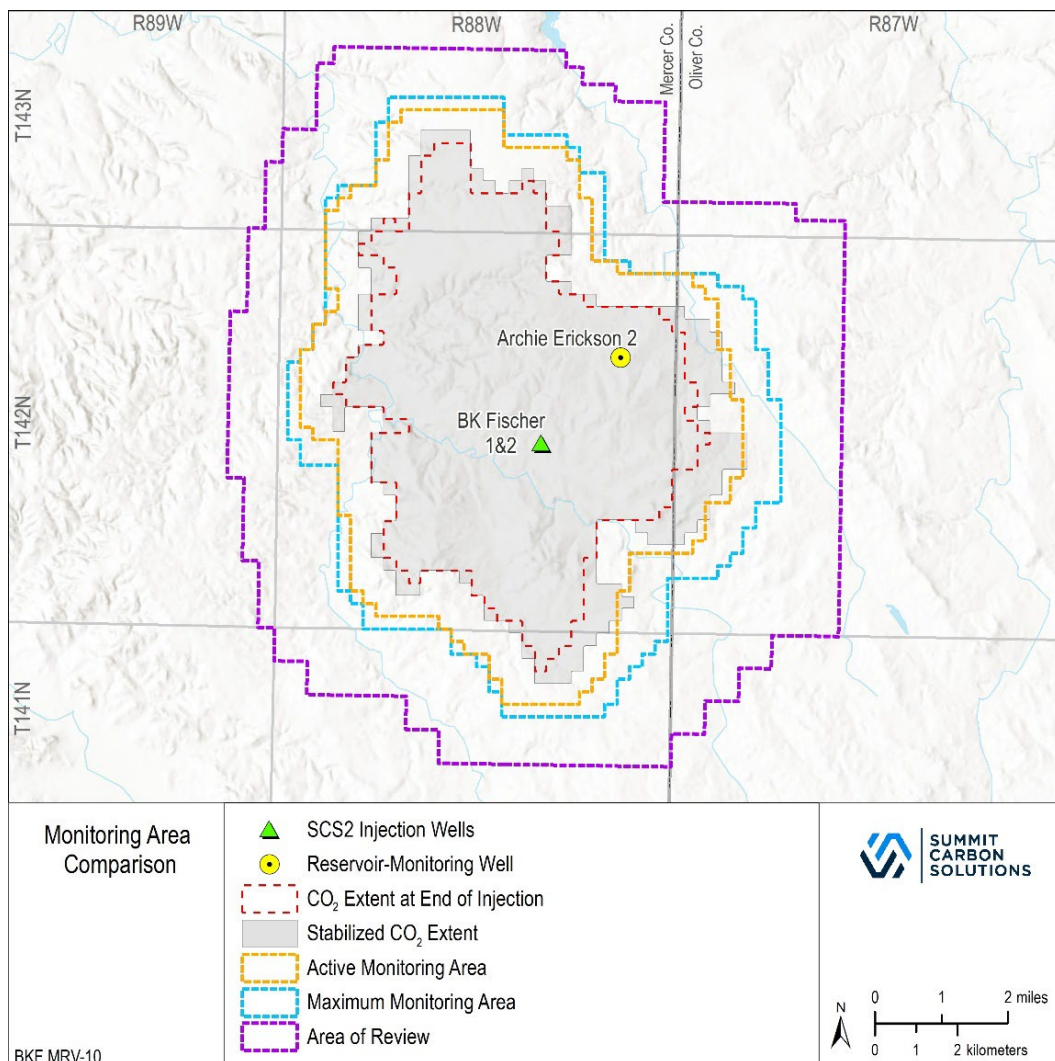 R89W
R88W
R87W
Mercer Co.
Oliver Co.
T143N
T142N
T141N
Archie Erickson 2
BK Fischer
1&2
Monitoring Area
Comparison
BKF MRV-10
SCS2 Injection Wells
Reservoir-Monitoring Well
CO₂ Extent at End of Injection
Stabilized CO₂ Extent
Active Monitoring Area
Maximum Monitoring Area
Area of Review
SUMMIT
CARBON
SOLUTIONS
N
0 1 2 miles
0 1 2 kilometers